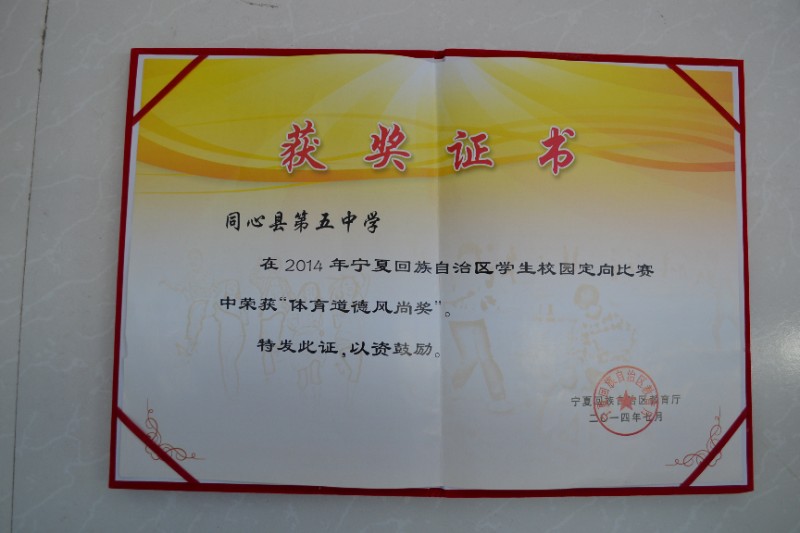 获奖证书
同心县第五中学
在2014年宁夏回族自治区学生校园定向比赛
中荣获“体育道德风尚奖”。
特发此证，以资鼓励。
宁夏回族自治区教育厅
二〇一四年七月